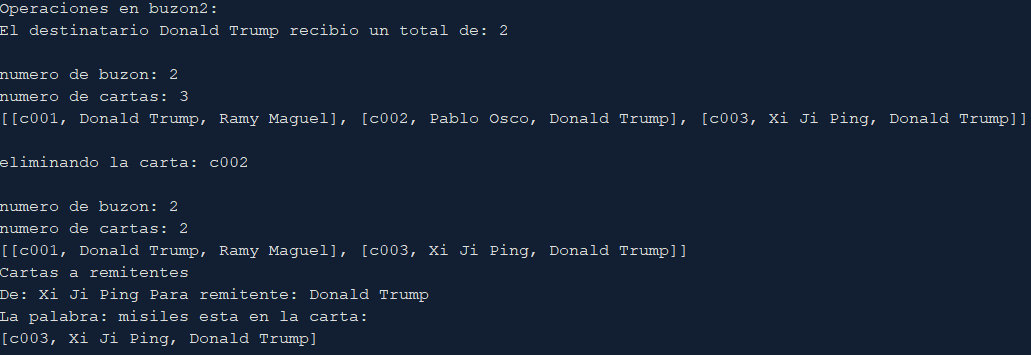 Operaciones en buzon2:
El destinatario Donald Trump recibio un total de: 2
numero de buzon: 2
numero de cartas: 3
[[c001, Donald Trump, Ramy Maguel], [c002, Pablo Osco, Donald Trump], [c003, Xi Ji Ping, Donald Trump]]
eliminando la carta: c002
numero de buzon: 2
numero de cartas: 2
[[c001, Donald Trump, Ramy Maguel], [c003, Xi Ji Ping, Donald Trump]]
Cartas a remitentes
De: Xi Ji Ping Para remitente: Donald Trump
La palabra: misiles esta en la carta:
[c003, Xi Ji Ping, Donald Trump]